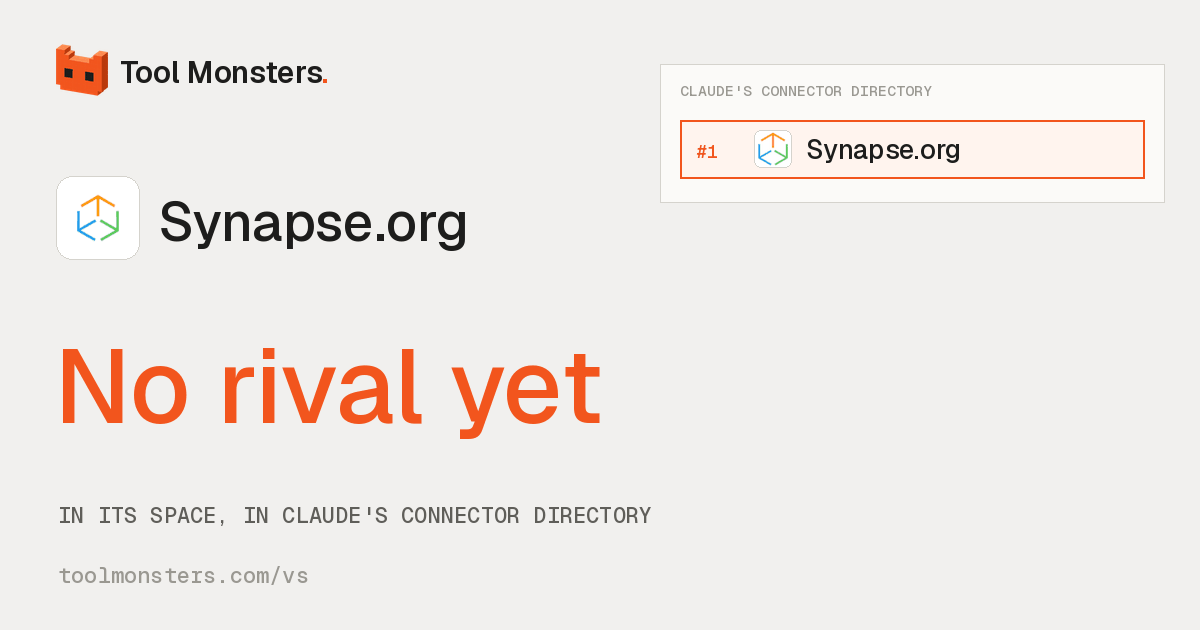 Tool Monsters.
CLAUDE'S CONNECTOR DIRECTORY
#1 Synapse.org
Synapse.org
No rival yet
IN ITS SPACE, IN CLAUDE'S CONNECTOR DIRECTORY
toolmonsters.com/vs